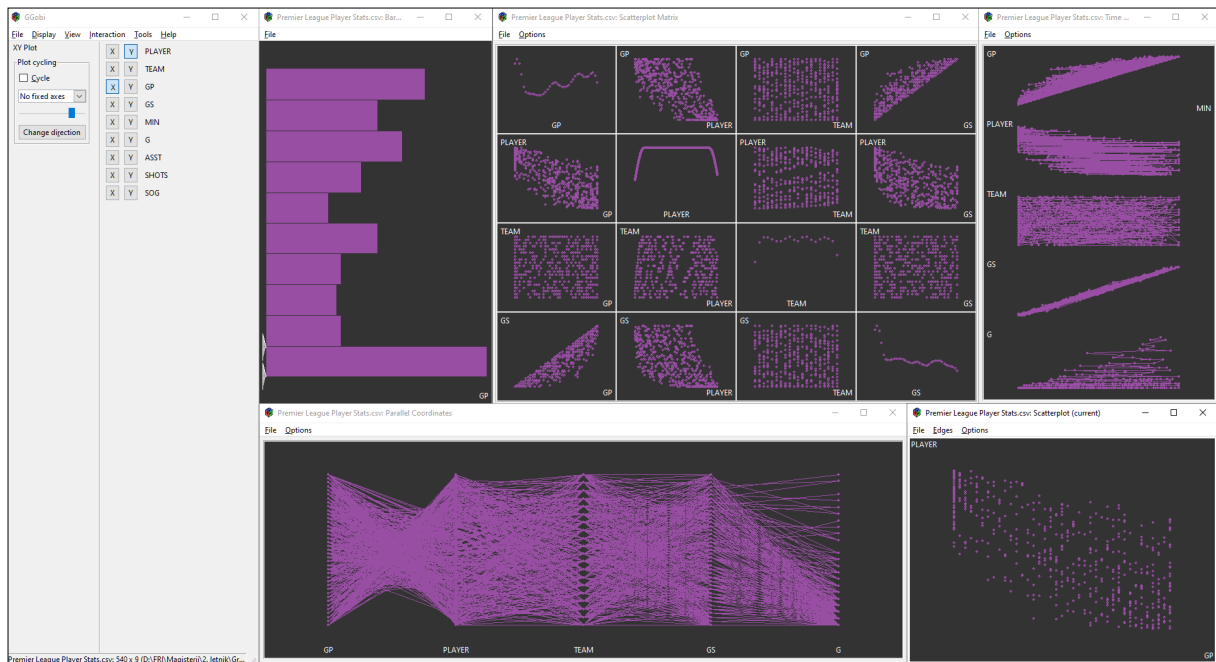 GGobi
File Display View Interaction Tools Help
XY Plot
Plot cycling
Cycle
No fixed axes
Change direction
X Y PLAYER
X Y TEAM
X Y GP
X Y GS
X Y MIN
X Y G
X Y ASST
X Y SHOTS
X Y SOG
Premier League Player Stats.csv: 540 x 9 (D:\FRI\Magisterij\2. letnik\Gr...
Premier League Player Stats.csv: Bar...
File
GP
Premier League Player Stats.csv: Scatterplot Matrix
File Options
GP
GP
PLAYER
TEAM
GS
PLAYER
GP
PLAYER
TEAM
PLAYER
GS
TEAM
GP
TEAM
PLAYER
TEAM
TEAM
GS
GS
GP
GS
PLAYER
GS
TEAM
GS
Premier League Player Stats.csv: Time ...
File Options
GP
MIN
PLAYER
TEAM
GS
G
Premier League Player Stats.csv: Parallel Coordinates
File Options
GP PLAYER TEAM GS G
Premier League Player Stats.csv: Scatterplot (current)
File Edges Options
PLAYER
GP